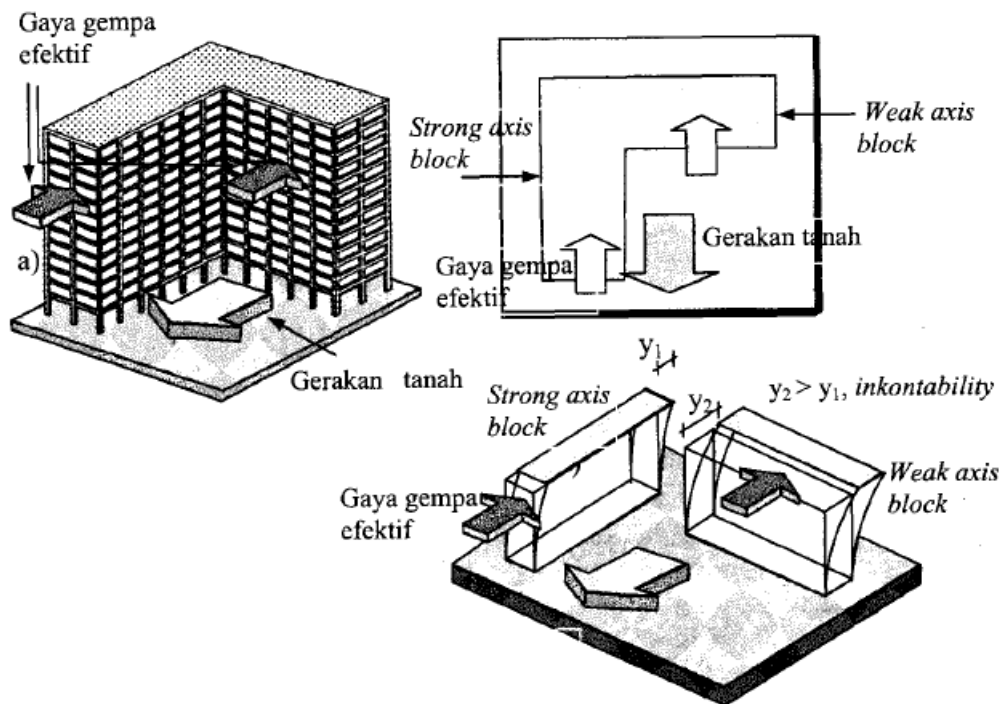 Gaya gempa
efektif
a)
Gerakan tanah
Strong axis
block
Weak axis
block
Gerakan tanah
Gaya gempa
efektif
y₁
Strong axis
block
y₂
y₂ > y₁, inkontability
Gaya gempa
efektif
Weak axis
block